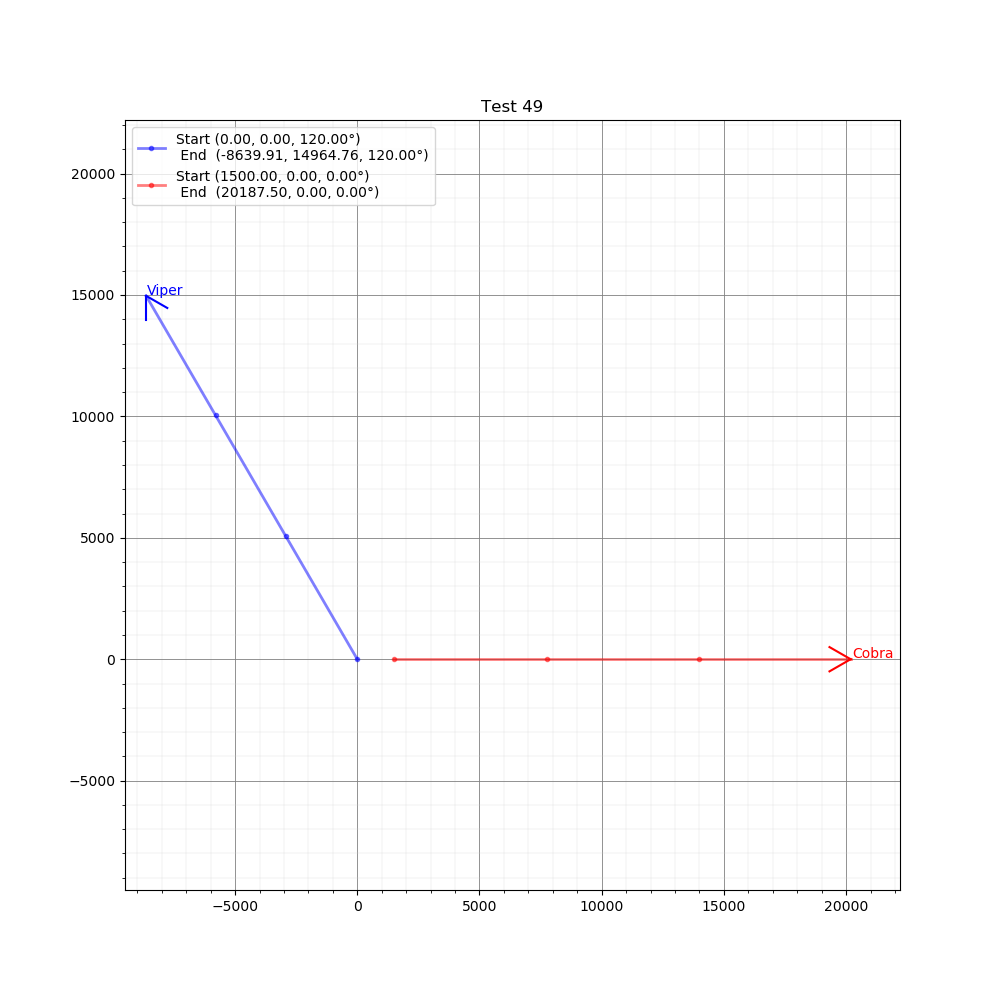 Test 49
Start (0.00, 0.00, 120.00°)
End (-8639.91, 14964.76, 120.00°)
Start (1500.00, 0.00, 0.00°)
End (20187.50, 0.00, 0.00°)
20000
15000
10000
5000
0
−5000
Viper
Cobra
−5000 0 5000 10000 15000 20000